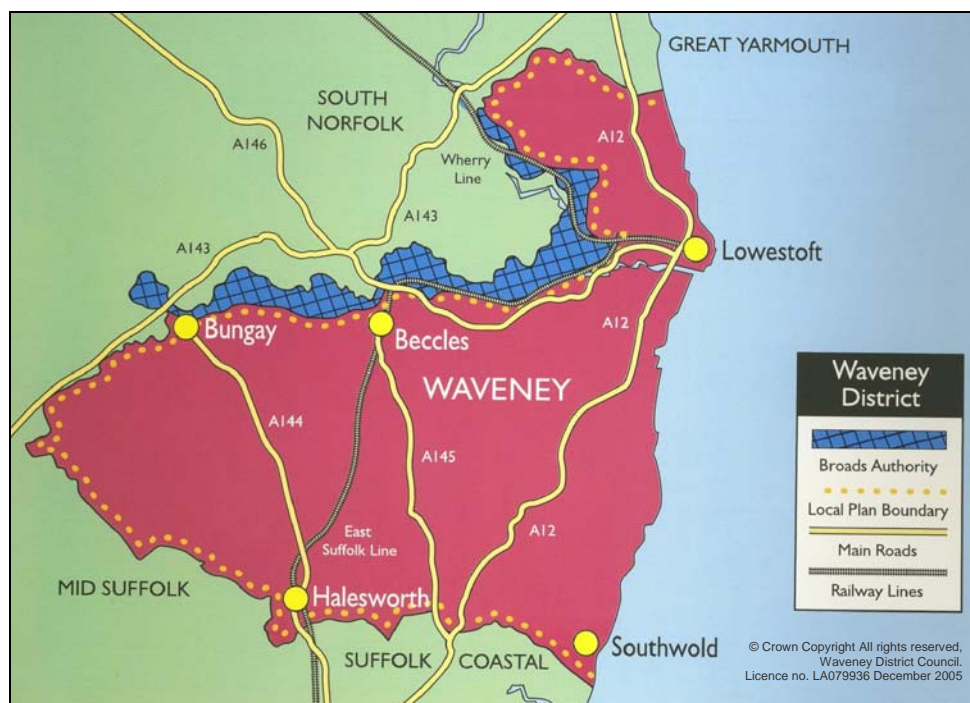 GREAT YARMOUTH
SOUTH
NORFOLK
A146
A12
Wherry
Line
A143
A143
Lowestoft
Bungay
Beccles
A12
WAVENEY
A144
A145
East
Suffolk Line
A12
MID SUFFOLK
Halesworth
SUFFOLK
COASTAL
Southwold
Waveney
District
Broads Authority
Local Plan Boundary
Main Roads
Railway Lines
© Crown Copyright All rights reserved,
Waveney District Council.
Licence no. LA079936 December 2005